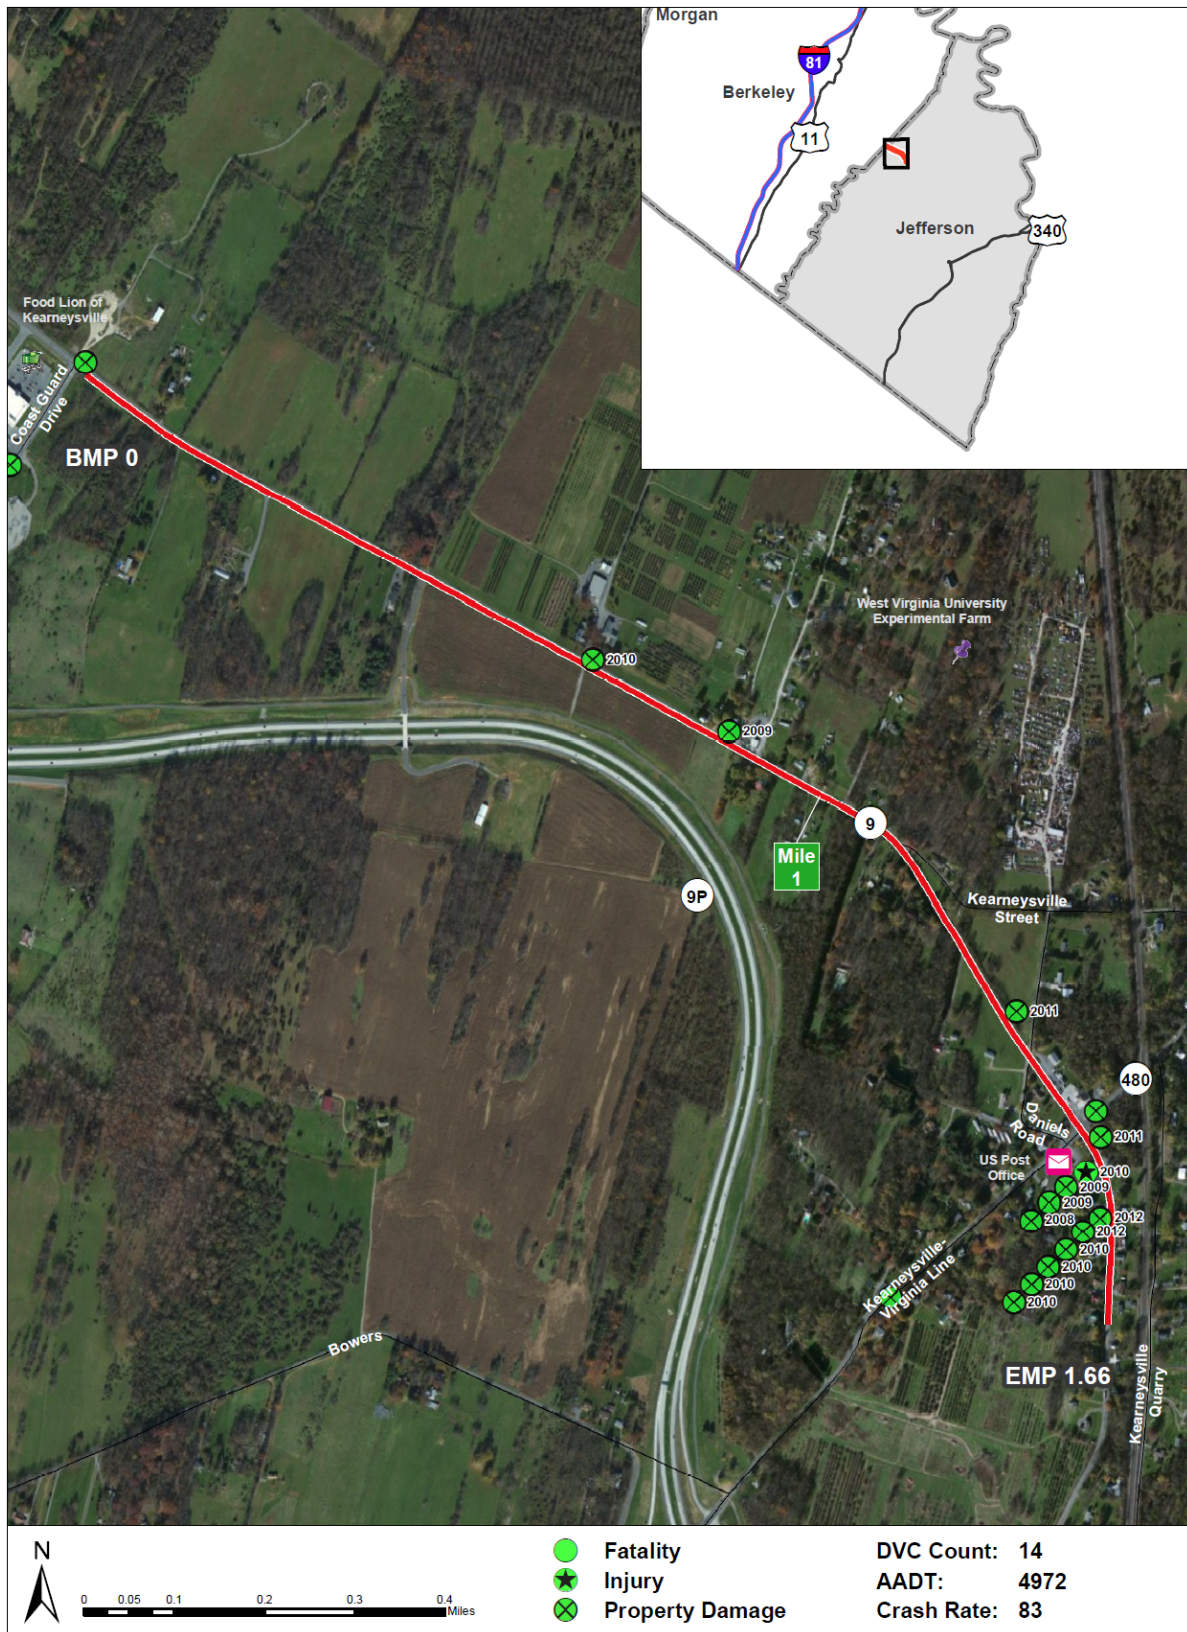 Morgan
81
Berkeley
11
Jefferson
340
Food Lion of
Kearneysville
Coast Guard
Drive
BMP 0
West Virginia University
Experimental Farm
2010
2009
9
Mile
1
9P
Kearneysville
Street
2011
480
Daniels
Road
2011
US Post
Office
2010
2009
2009
2008
2012
2012
2010
2010
2010
2010
Kearneysville-
Virginia Line
Bowers
EMP 1.66
Kearneysville
Quarry
N
0 0.05 0.1 0.2 0.3 0.4
Miles
Fatality
Injury
Property Damage
DVC Count: 14
AADT: 4972
Crash Rate: 83